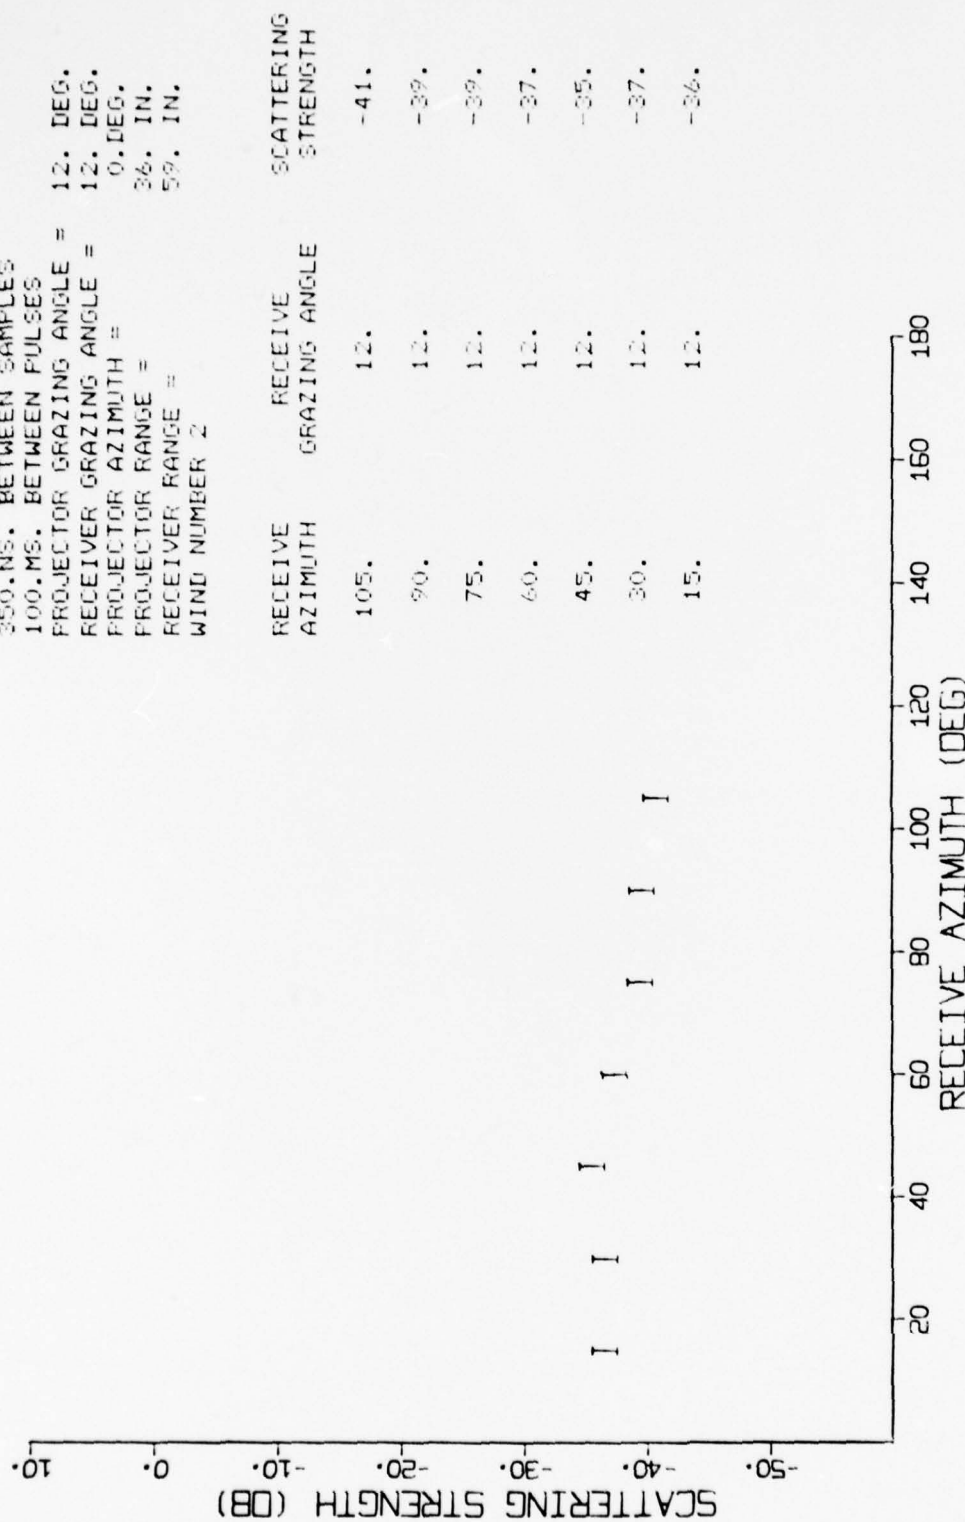 350.NS. BETWEEN SAMPLES
100.MS. BETWEEN PULSES
PROJECTOR GRAZING ANGLE = 12. DEG.
RECEIVER GRAZING ANGLE = 12. DEG.
PROJECTOR AZIMUTH = 0.DEG.
PROJECTOR RANGE = 36. IN.
RECEIVER RANGE = 59. IN.
WIND NUMBER 2
RECEIVE RECEIVE SCATTERING
AZIMUTH GRAZING ANGLE STRENGTH
105. 12. -41.
90. 12. -39.
75. 12. -39.
60. 12. -37.
45. 12. -35.
30. 12. -37.
15. 12. -36.
SCATTERING STRENGTH (DB)
10.
0.
-10.
-20.
-30.
-40.
-50.
20 40 60 80 100 120 140 160 180
RECEIVE AZIMUTH (DEG)